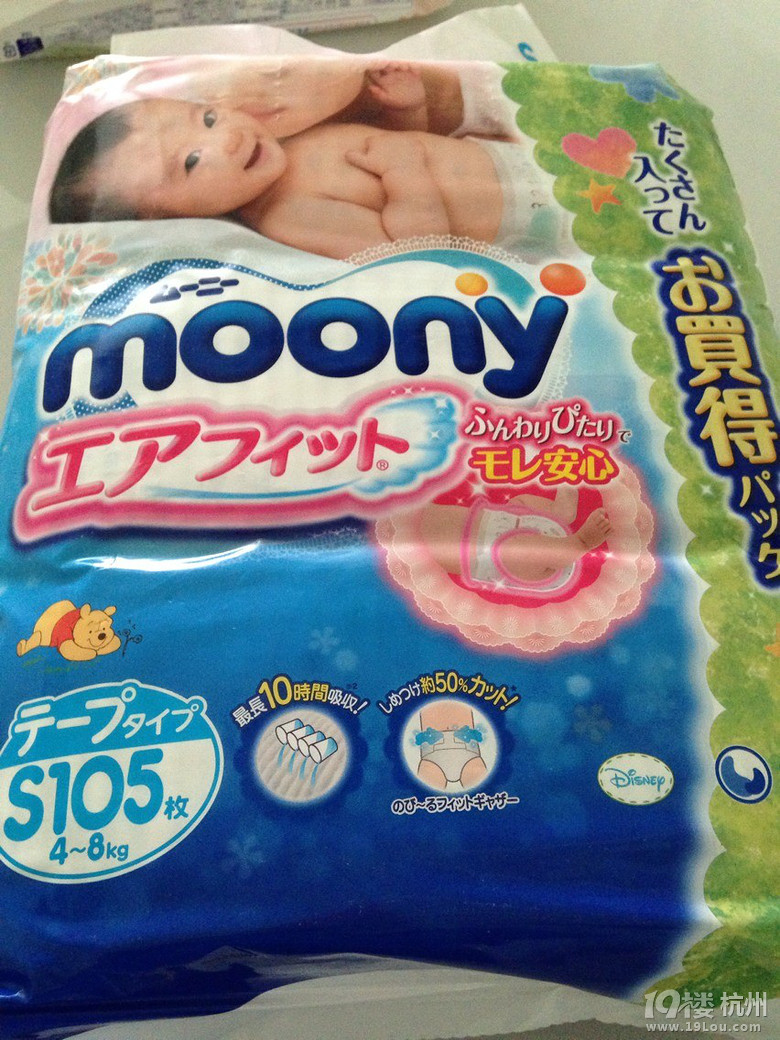 たくさん
入って
お買得
パック
ムーニー
moony
エアフィット®
ふんわりぴたりで
モレ安心
最長10時間吸収!
しめつけ約50%カット!
のび〜るフィットギャザー
テープタイプ
S105枚
4~8kg
Disney
19楼 杭州
www.19Lou.com